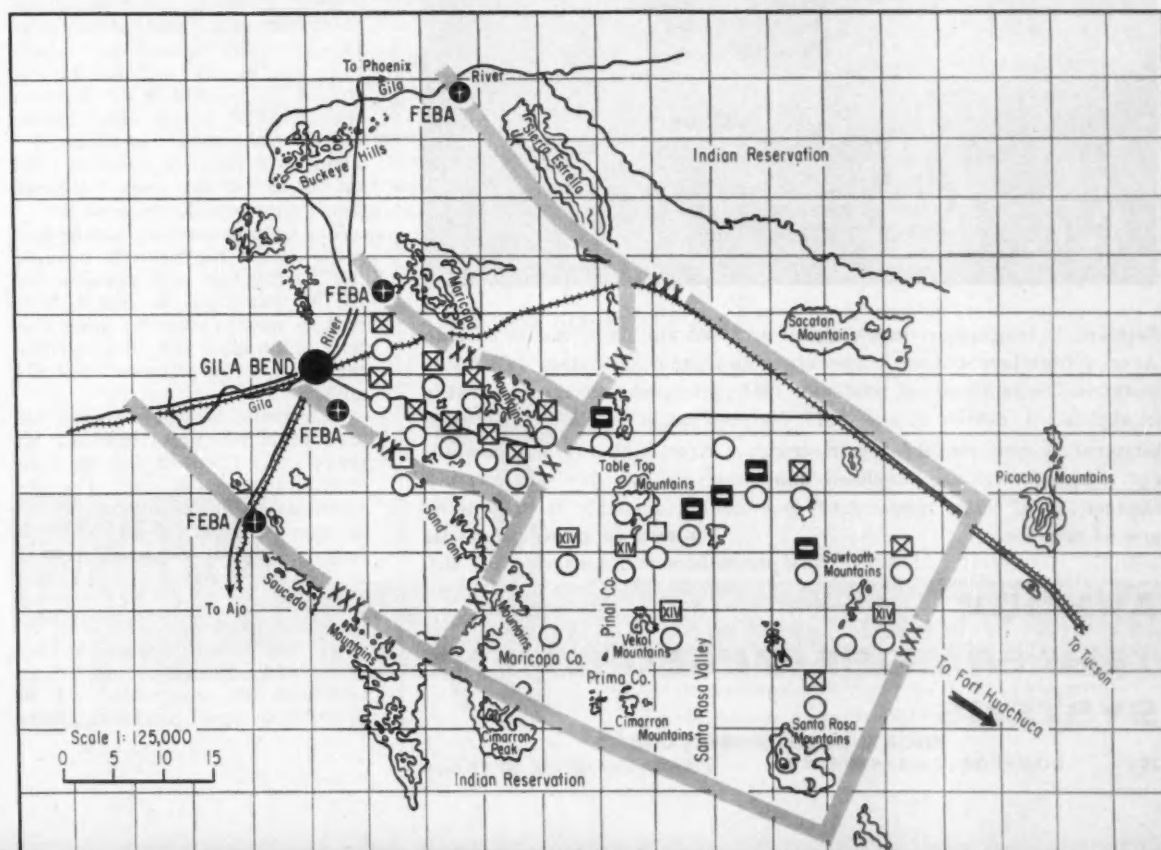 To Phoenix
Gila
River
FEBA
Sierra Estrella
Indian Reservation
Buckeye
Hills
Maricopa
Mountains
FEBA
River
XXX
Sacaton
Mountains
XX
GILA BEND
XX
Gila
FEBA
XX
XX
Table Top
Mountains
Picacho Mountains
Sand Tank
Mountains
FEBA
XIV
XIV
Sawtooth
Mountains
To Ajo
Sauceda
Mountains
XXX
Pinal Co.
XIV
XIV
Vekol
Mountains
Maricopa Co.
Santa Rosa Valley
XXX
To Tucson
To Fort Huachuca
Prima Co.
Cimarron
Mountains
Cimarron
Peak
Santa Rosa
Mountains
Scale 1: 125,000
0 5 10 15
Indian Reservation